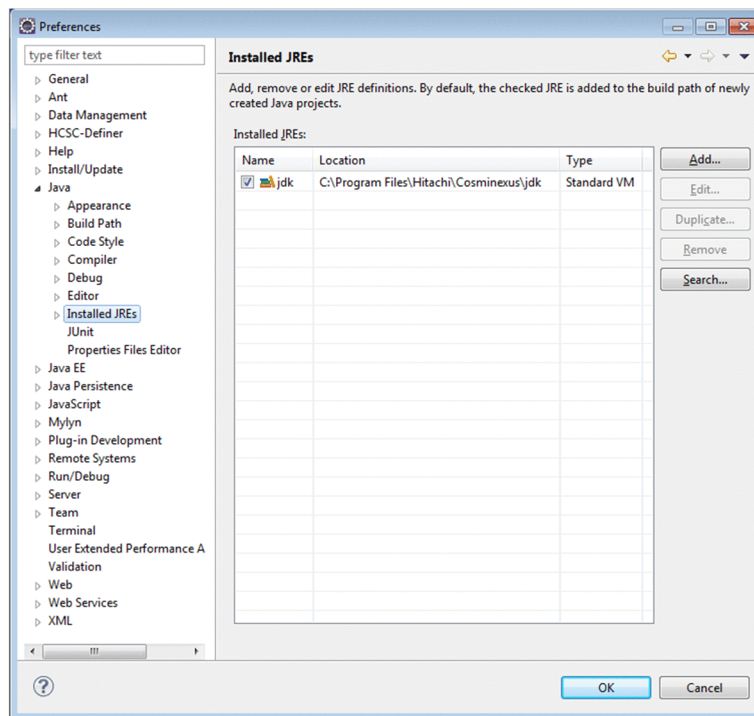 Preferences
type filter text
General
Ant
Data Management
HCSC-Definer
Help
Install/Update
Java
Appearance
Build Path
Code Style
Compiler
Debug
Editor
Installed JREs
JUnit
Properties Files Editor
Java EE
Java Persistence
JavaScript
Mylyn
Plug-in Development
Remote Systems
Run/Debug
Server
Team
Terminal
User Extended Performance A
Validation
Web
Web Services
XML
Installed JREs
Add, remove or edit JRE definitions. By default, the checked JRE is added to the build path of newly
created Java projects.
Installed JREs:
Name Location Type
jdk C:\Program Files\Hitachi\Cosminexus\jdk Standard VM
Add...
Edit...
Duplicate...
Remove
Search...
OK Cancel